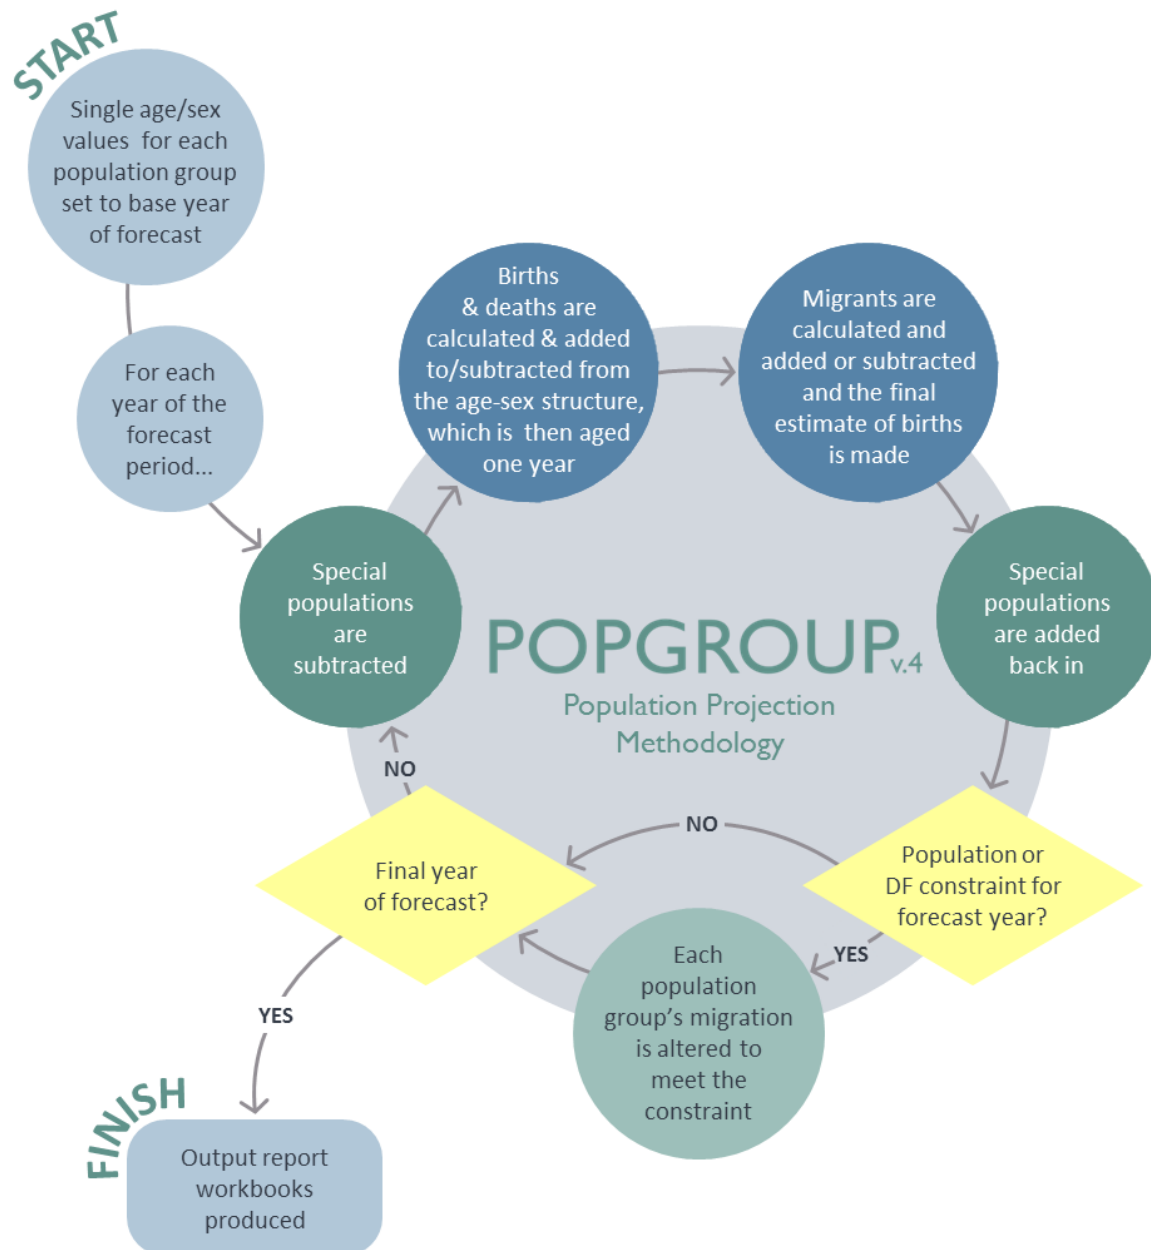 START
Single age/sex
values for each
population group
set to base year
of forecast
For each
year of the
forecast
period...
Special
populations
are
subtracted
Births
& deaths are
calculated & added
to/subtracted from
the age-sex structure,
which is then aged
one year
Migrants are
calculated and
added or subtracted
and the final
estimate of births
is made
Special
populations
are added
back in
POPGROUP v.4
Population Projection
Methodology
Population or
DF constraint for
forecast year?
NO
YES
Each
population
group's migration
is altered to
meet the
constraint
Final year
of forecast?
NO
YES
FINISH
Output report
workbooks
produced